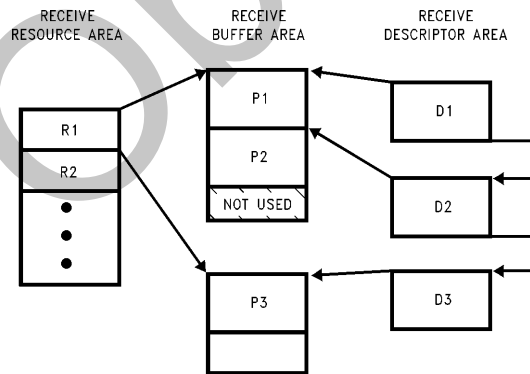 RECEIVE
RESOURCE AREA
RECEIVE
BUFFER AREA
RECEIVE
DESCRIPTOR AREA
R1
R2
P1
P2
NOT USED
P3
D1
D2
D3